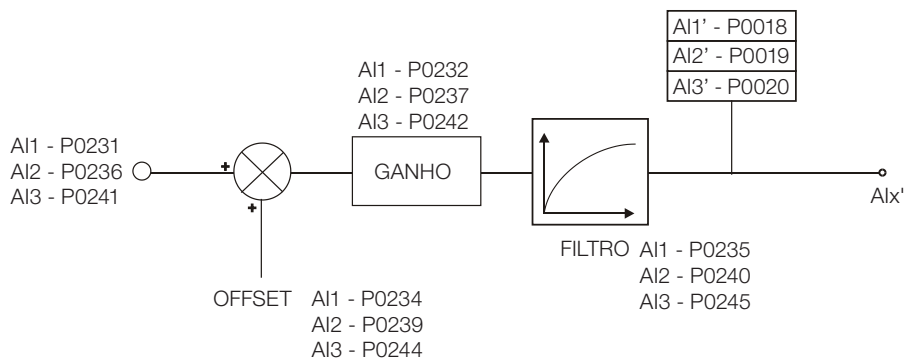 AI1' - P0018
AI2' - P0019
AI3' - P0020
AI1 - P0232
AI2 - P0237
AI3 - P0242
AI1 - P0231
AI2 - P0236
AI3 - P0241
GANHO
AIx'
FILTRO
AI1 - P0235
AI2 - P0240
AI3 - P0245
OFFSET
AI1 - P0234
AI2 - P0239
AI3 - P0244